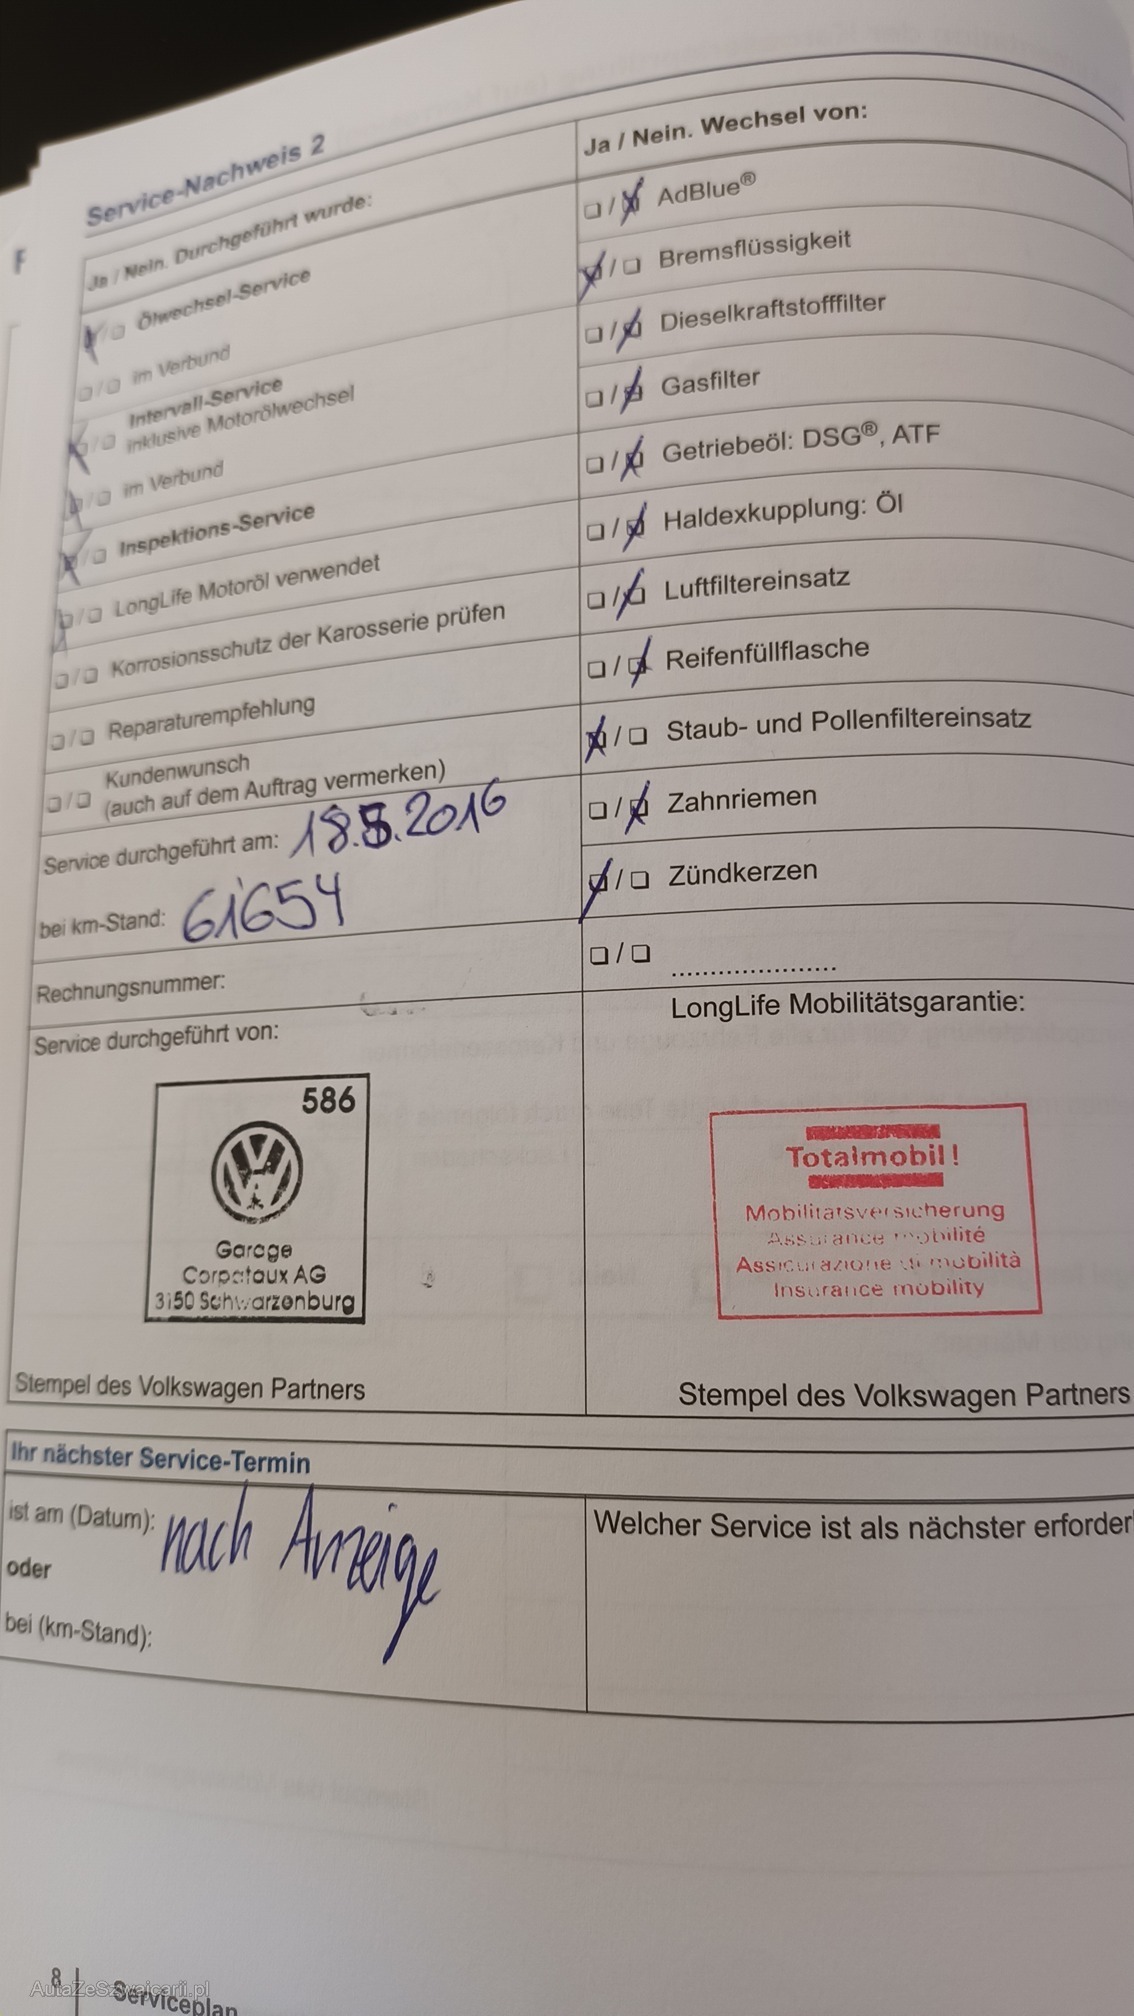 Service-Nachweis 2
Ja / Nein. Durchgeführt wurde:
Ölwechsel-Service
im Verbund
Intervall-Service
inklusive Motorölwechsel
im Verbund
Inspektions-Service
LongLife Motoröl verwendet
Korrosionsschutz der Karosserie prüfen
Reparaturempfehlung
Kundenwunsch
(auch auf dem Auftrag vermerken)
Service durchgeführt am: 18.5.2016
bei km-Stand: 61'654
Rechnungsnummer:
Service durchgeführt von:
586
Garage
Corpataux AG
3150 Schwarzenburg
Stempel des Volkswagen Partners
Ja / Nein. Wechsel von:
AdBlue®
Bremsflüssigkeit
Dieselkraftstofffilter
Gasfilter
Getriebeöl: DSG®, ATF
Haldexkupplung: Öl
Luftfiltereinsatz
Reifenfüllflasche
Staub- und Pollenfiltereinsatz
Zahnriemen
Zündkerzen
......................
LongLife Mobilitätsgarantie:
Totalmobil!
Mobilitätsversicherung
Assurance mobilité
Assicurazione di mobilità
Insurance mobility
Stempel des Volkswagen Partners
Ihr nächster Service-Termin
ist am (Datum): nach Anzeige
oder
bei (km-Stand):
Welcher Service ist als nächster erforder
8
Serviceplan
AutaZeSzwajcarii.pl